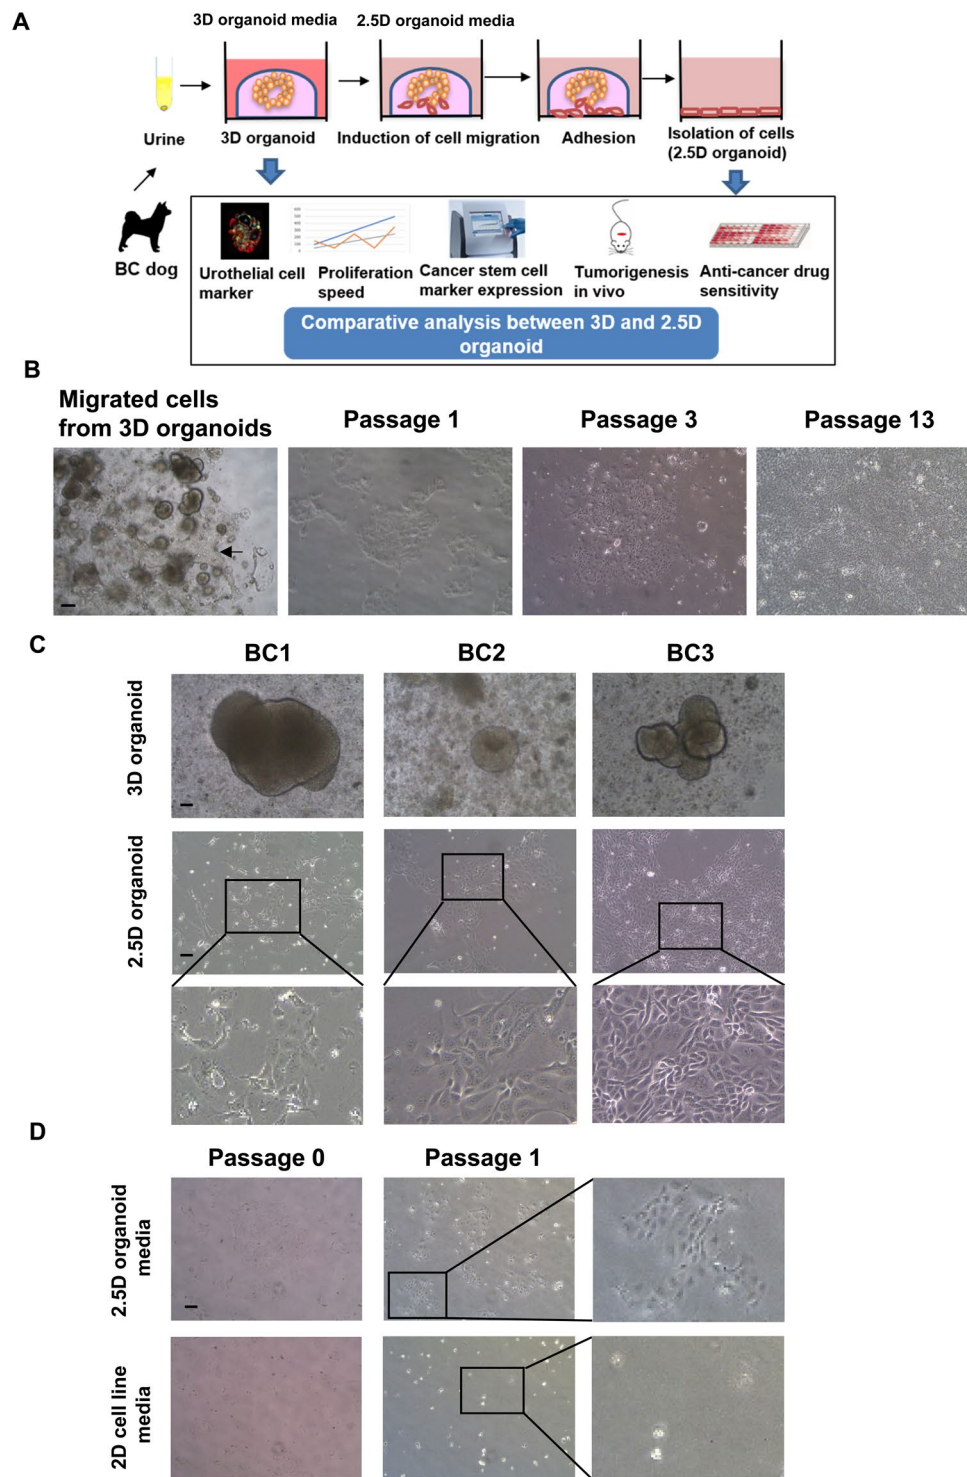 A
3D organoid media
2.5D organoid media
Urine
3D organoid
Induction of cell migration
Adhesion
Isolation of cells
(2.5D organoid)
BC dog
Urothelial cell
marker
Proliferation
speed
Cancer stem cell
marker expression
Tumorigenesis
in vivo
Anti-cancer drug
sensitivity
Comparative analysis between 3D and 2.5D
organoid
B
Migrated cells
from 3D organoids
Passage 1
Passage 3
Passage 13
C
BC1
BC2
BC3
3D organoid
2.5D organoid
D
Passage 0
Passage 1
2.5D organoid
media
2D cell line
media